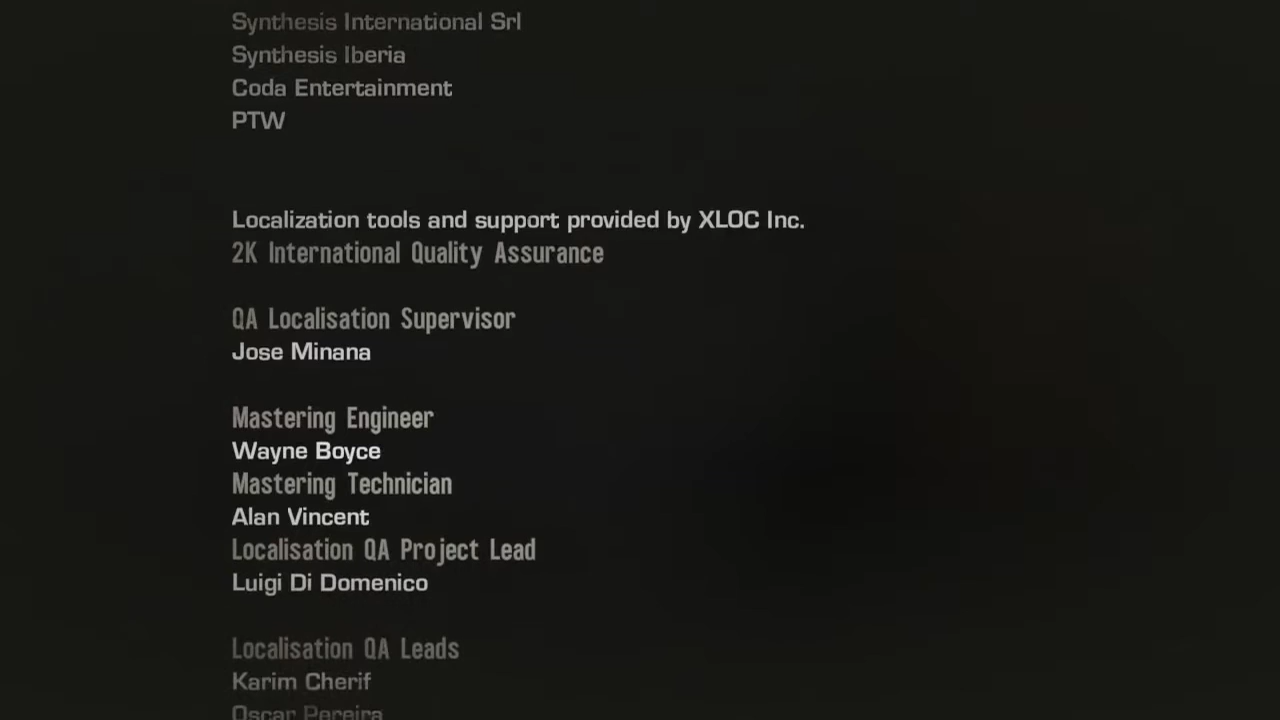 Synthesis International Srl
Synthesis Iberia
Coda Entertainment
PTW
Localization tools and support provided by XLOC Inc.
2K International Quality Assurance
QA Localisation Supervisor
Jose Minana
Mastering Engineer
Wayne Boyce
Mastering Technician
Alan Vincent
Localisation QA Project Lead
Luigi Di Domenico
Localisation QA Leads
Karim Cherif
Oscar Pereira